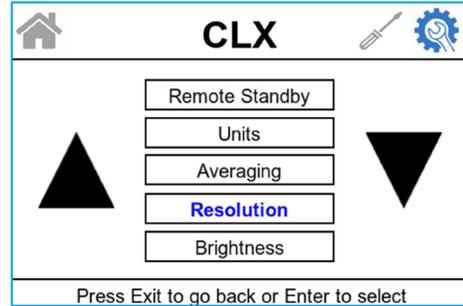 CLX
Remote Standby
Units
Averaging
Resolution
Brightness
Press Exit to go back or Enter to select